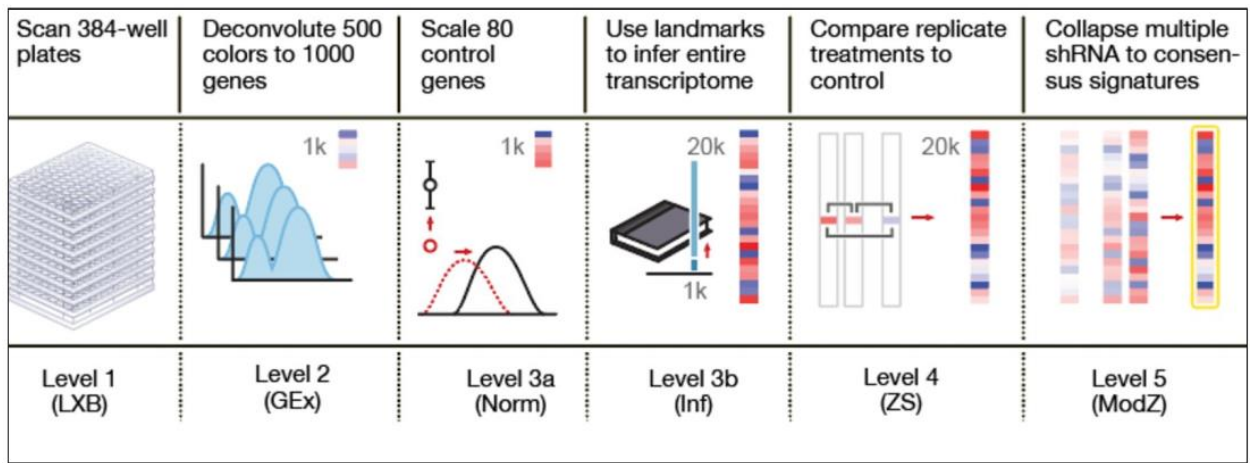 Scan 384-well
plates
Deconvolute 500
colors to 1000
genes
Scale 80
control
genes
Use landmarks
to infer entire
transcriptome
Compare replicate
treatments to
control
Collapse multiple
shRNA to consen-
sus signatures
1k
1k
20k
1k
20k
Level 1
(LXB)
Level 2
(GEx)
Level 3a
(Norm)
Level 3b
(Inf)
Level 4
(ZS)
Level 5
(ModZ)